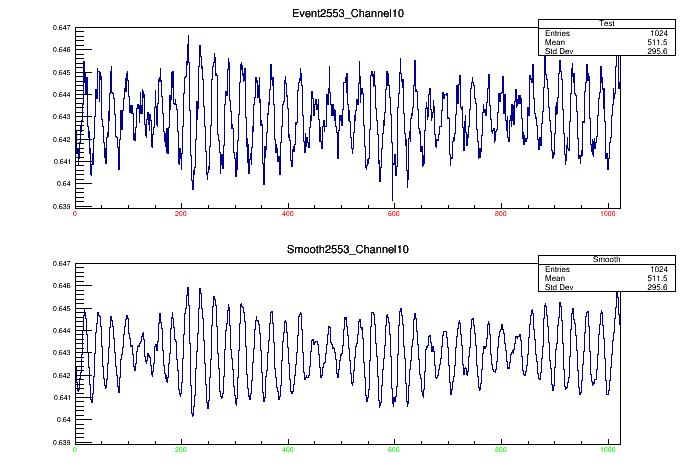 Event2553_Channel10
Test
Entries 1024
Mean 511.5
Std Dev 295.6
0.647
0.646
0.645
0.644
0.643
0.642
0.641
0.64
0.639
0 200 400 600 800 1000
Smooth2553_Channel10
Smooth
Entries 1024
Mean 511.5
Std Dev 295.6
0.647
0.646
0.645
0.644
0.643
0.642
0.641
0.64
0.639
0 200 400 600 800 1000